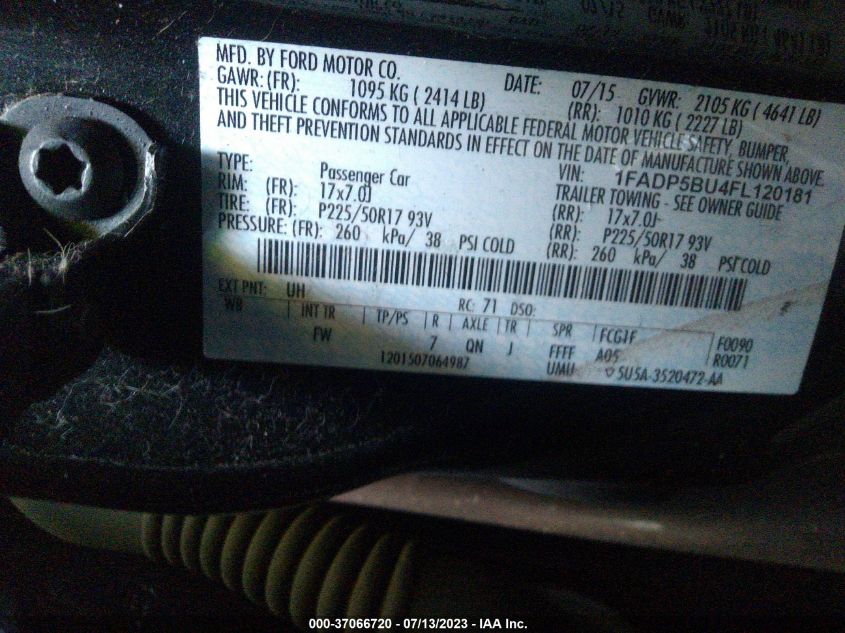 MFD. BY FORD MOTOR CO. DATE: 07/15 GVWR: 2105 KG ( 4641 LB)
GAWR: (FR): 1095 KG ( 2414 LB) (RR): 1010 KG ( 2227 LB)
THIS VEHICLE CONFORMS TO ALL APPLICABLE FEDERAL MOTOR VEHICLE SAFETY, BUMPER,
AND THEFT PREVENTION STANDARDS IN EFFECT ON THE DATE OF MANUFACTURE SHOWN ABOVE.
VIN: 1FADP5BU4FL120181
TYPE: Passenger Car TRAILER TOWING - SEE OWNER GUIDE
RIM: (FR): 17x7.0J (RR): 17x7.0J
TIRE: (FR): P225/50R17 93V (RR): P225/50R17 93V
PRESSURE: (FR): 260 kPa/ 38 PSI COLD (RR): 260 kPa/ 38 PSI COLD
EXT PNT: UH RC: 71 DSO:
WB INT TR TP/PS R AXLE TR SPR FCG1F F0090
FW 7 QN J FFFF A05 R0071
1201507064987 UMU 5U5A-3520472-AA
000-37066720 - 07/13/2023 - IAA Inc.